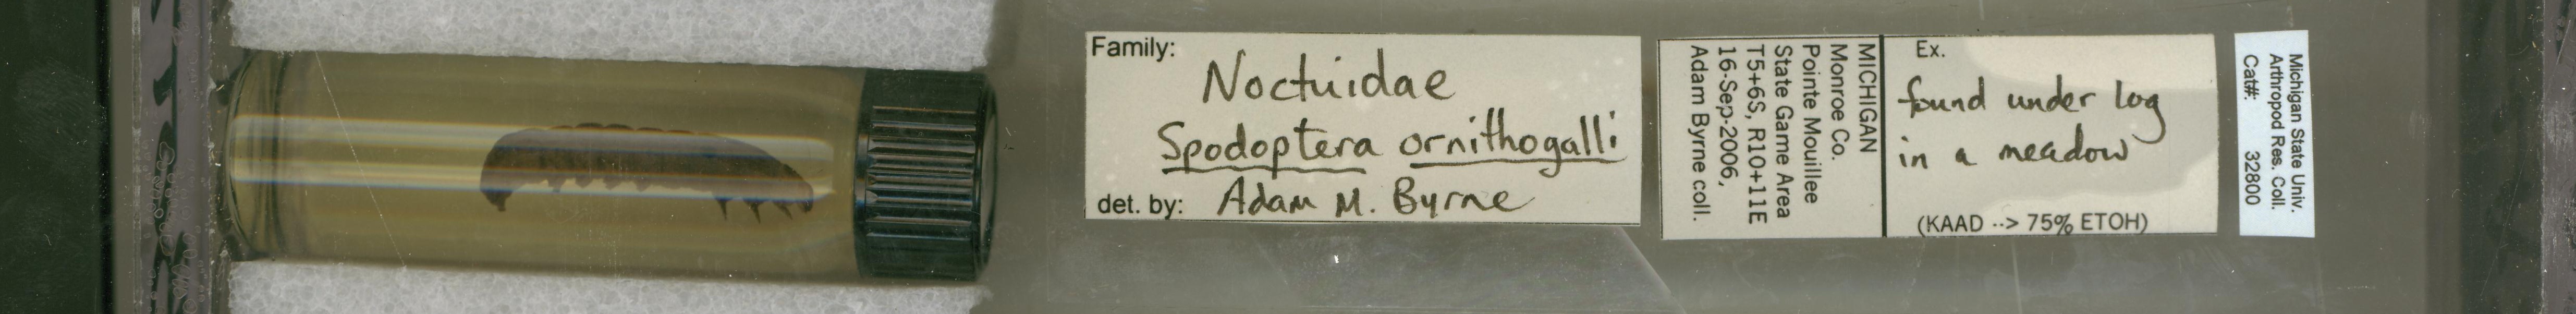 Family:
Noctuidae
Spodoptera ornithogalli
det. by: Adam M. Byrne
MICHIGAN
Monroe Co.
Pointe Mouillee
State Game Area
T5+6S, R10+11E
16-Sep-2006,
Adam Byrne coll.
Ex.
found under log
in a meadow
(KAAD --> 75% ETOH)
Michigan State Univ.
Arthropod Res. Coll.
Cat#: 32800